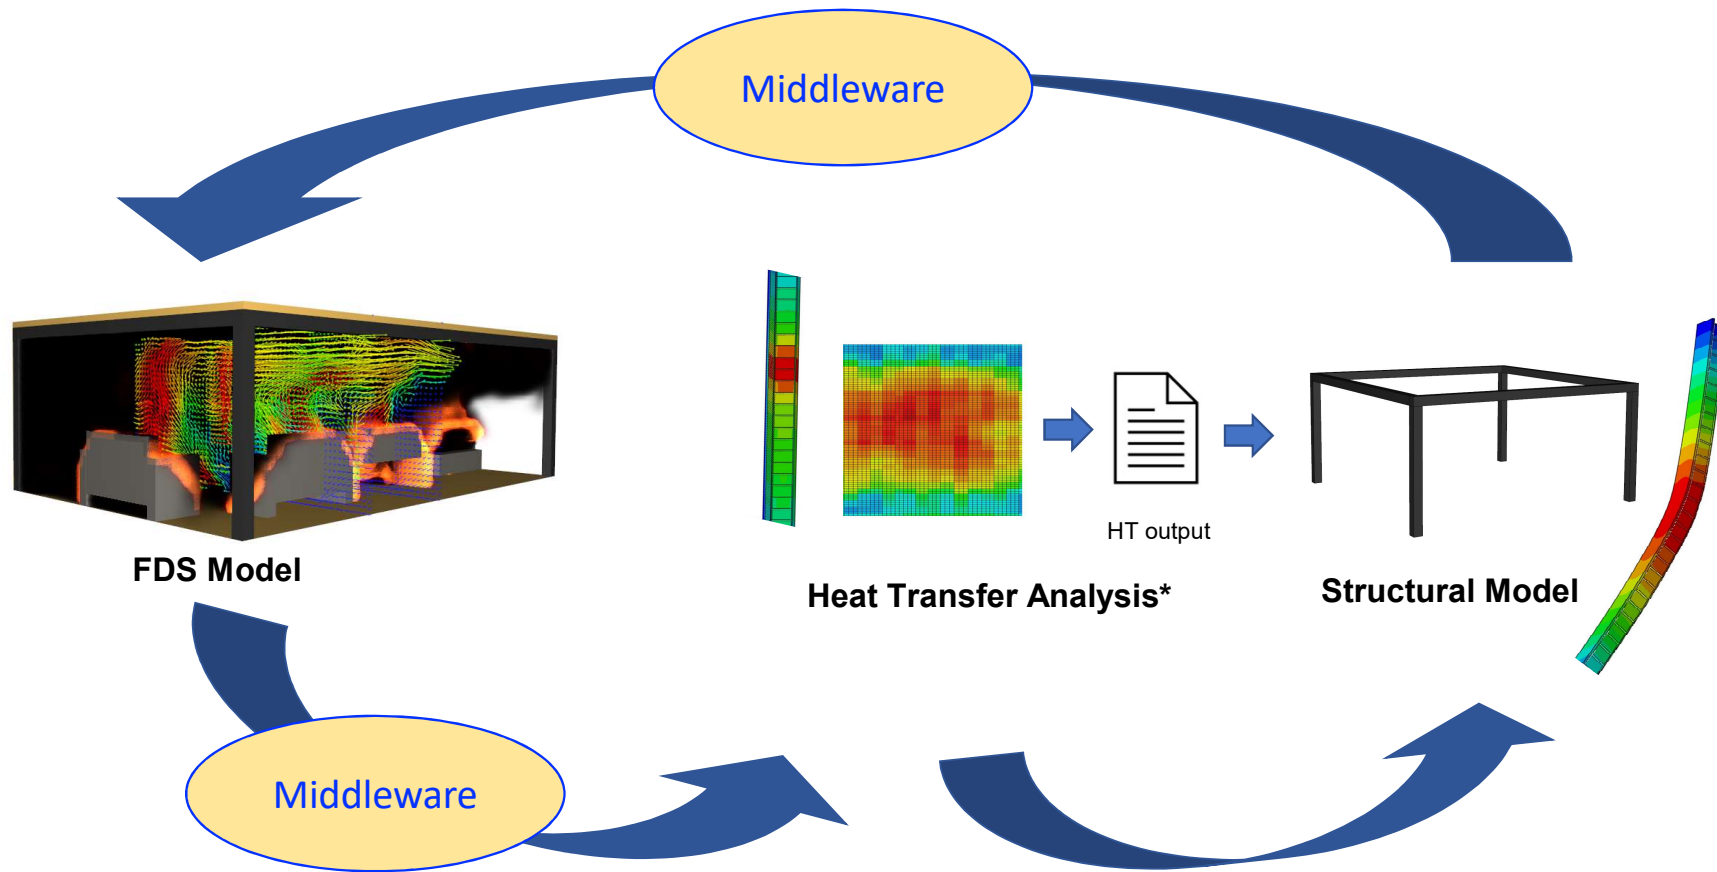 Middleware
FDS Model
HT output
Heat Transfer Analysis*
Structural Model
Middleware